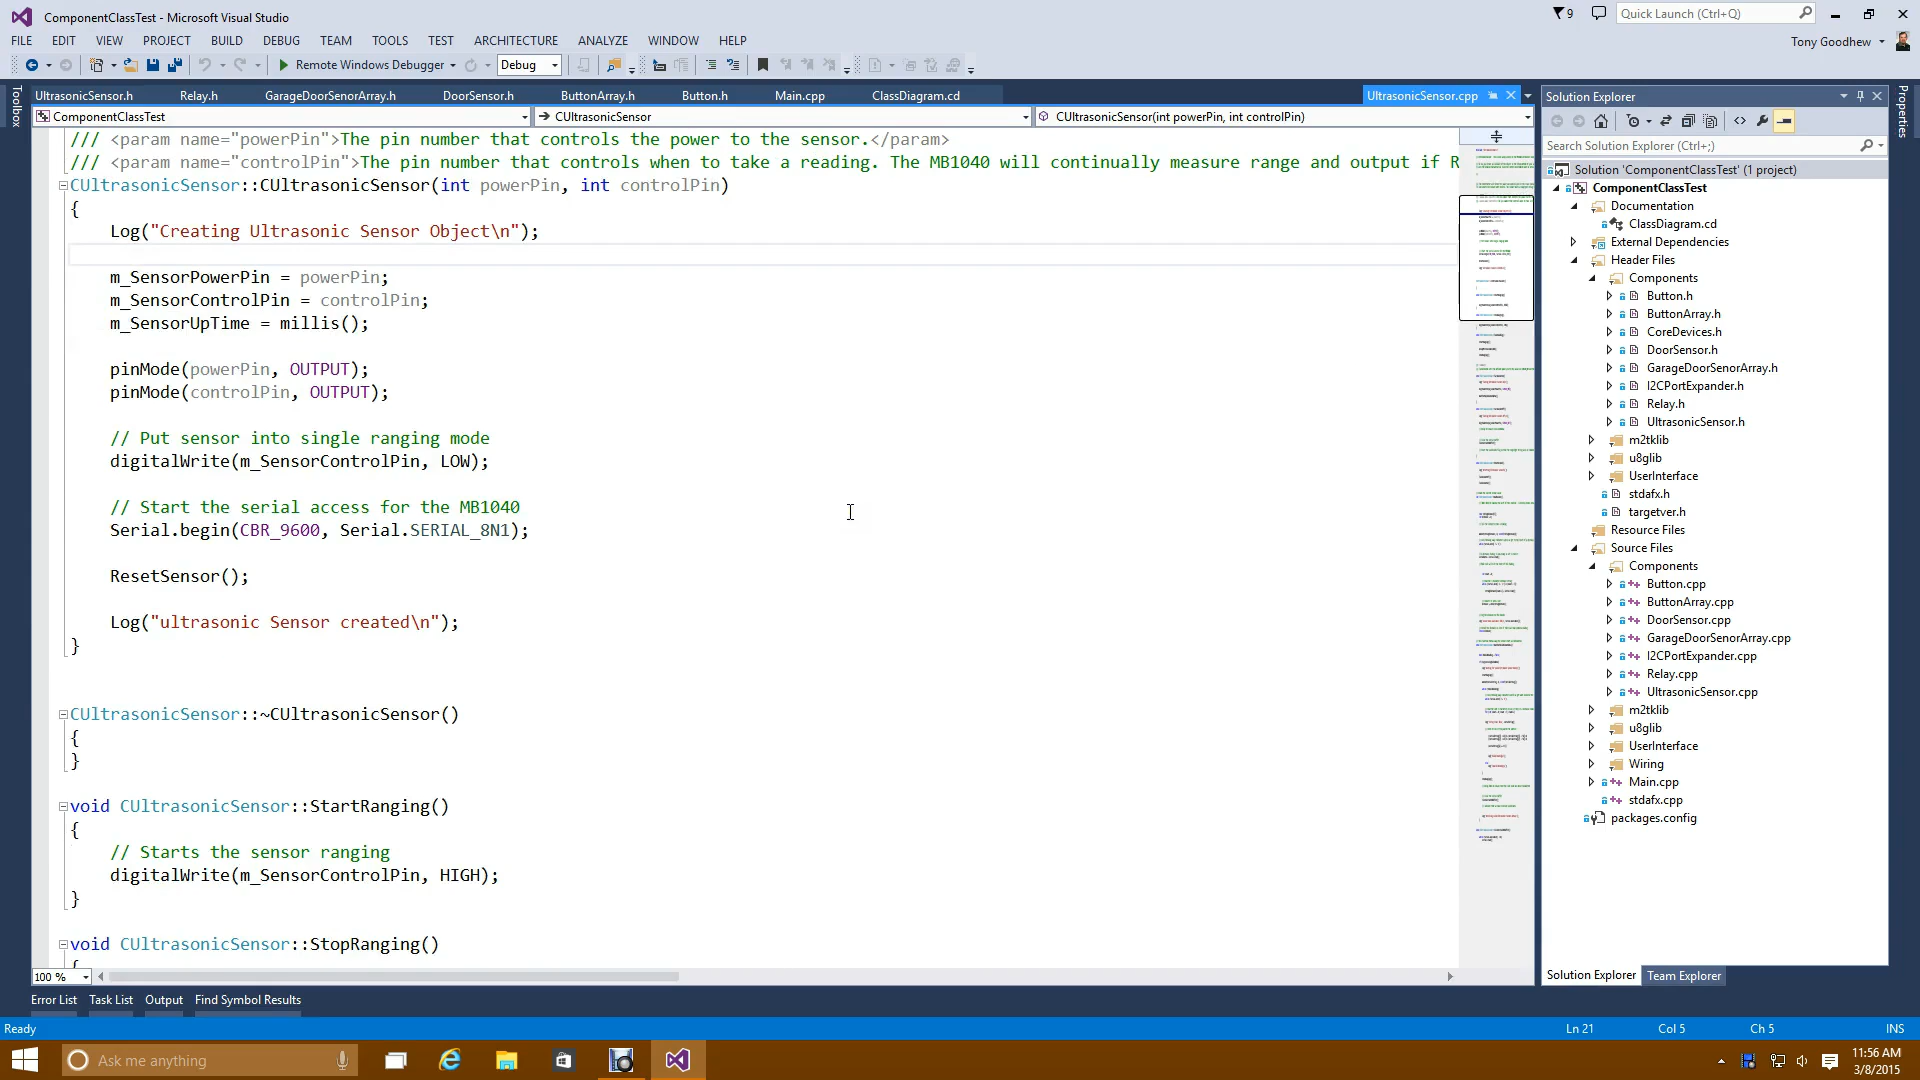 ComponentClassTest - Microsoft Visual Studio
9
Quick Launch (Ctrl+Q)
FILE EDIT VIEW PROJECT BUILD DEBUG TEAM TOOLS TEST ARCHITECTURE ANALYZE WINDOW HELP
Tony Goodhew
Remote Windows Debugger
Debug
Toolbox
UltrasonicSensor.h Relay.h GarageDoorSenorArray.h DoorSensor.h ButtonArray.h Button.h Main.cpp ClassDiagram.cd UltrasonicSensor.cpp
ComponentClassTest
CUltrasonicSensor
CUltrasonicSensor(int powerPin, int controlPin)
/// <param name="powerPin">The pin number that controls the power to the sensor.</param>
/// <param name="controlPin">The pin number that controls when to take a reading. The MB1040 will continually measure range and output if R
CUltrasonicSensor::CUltrasonicSensor(int powerPin, int controlPin)
{
Log("Creating Ultrasonic Sensor Object\n");
m_SensorPowerPin = powerPin;
m_SensorControlPin = controlPin;
m_SensorUpTime = millis();
pinMode(powerPin, OUTPUT);
pinMode(controlPin, OUTPUT);
// Put sensor into single ranging mode
digitalWrite(m_SensorControlPin, LOW);
// Start the serial access for the MB1040
Serial.begin(CBR_9600, Serial.SERIAL_8N1);
ResetSensor();
Log("ultrasonic Sensor created\n");
}
CUltrasonicSensor::~CUltrasonicSensor()
{
}
void CUltrasonicSensor::StartRanging()
{
// Starts the sensor ranging
digitalWrite(m_SensorControlPin, HIGH);
}
void CUltrasonicSensor::StopRanging()
{
100 %
Solution Explorer
Properties
Search Solution Explorer (Ctrl+;)
Solution 'ComponentClassTest' (1 project)
ComponentClassTest
Documentation
ClassDiagram.cd
External Dependencies
Header Files
Components
Button.h
ButtonArray.h
CoreDevices.h
DoorSensor.h
GarageDoorSenorArray.h
I2CPortExpander.h
Relay.h
UltrasonicSensor.h
m2tklib
u8glib
UserInterface
stdafx.h
targetver.h
Resource Files
Source Files
Components
Button.cpp
ButtonArray.cpp
DoorSensor.cpp
GarageDoorSenorArray.cpp
I2CPortExpander.cpp
Relay.cpp
UltrasonicSensor.cpp
m2tklib
u8glib
UserInterface
Wiring
Main.cpp
stdafx.cpp
packages.config
Solution Explorer Team Explorer
Error List Task List Output Find Symbol Results
Ready
Ln 21 Col 5 Ch 5 INS
Ask me anything
11:56 AM
3/8/2015